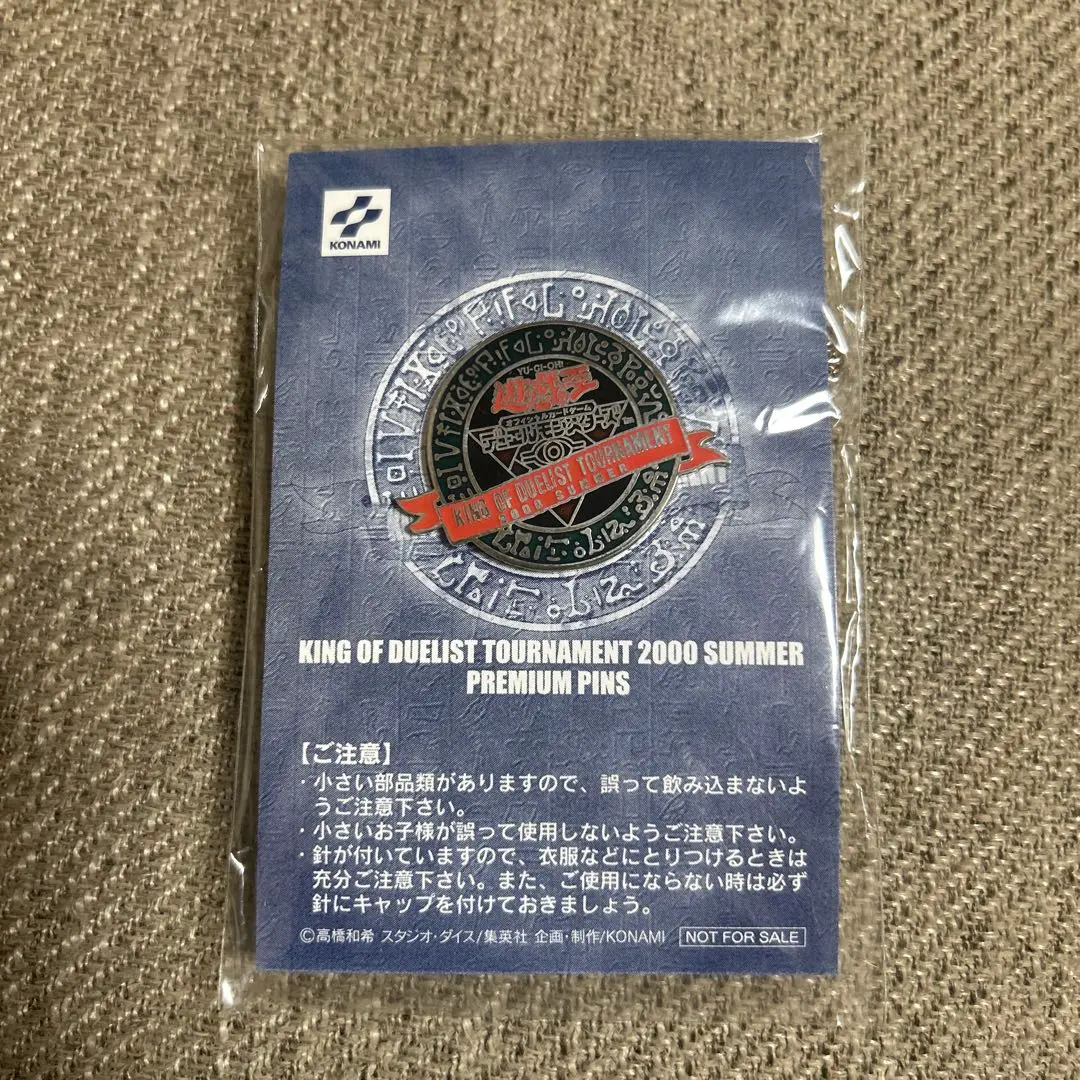 KONAMI
YU-GI-OH!
遊戯王
オフィシャルカードゲーム
デュエルモンスターズ
KING OF DUELIST TOURNAMENT
2000 SUMMER
KING OF DUELIST TOURNAMENT 2000 SUMMER
PREMIUM PINS
【ご注意】
・小さい部品類がありますので、誤って飲み込まないよ
うご注意下さい。
・小さいお子様が誤って使用しないようご注意下さい。
・針が付いていますので、衣服などにとりつけるときは
充分ご注意下さい。また、ご使用にならない時は必ず
針にキャップを付けておきましょう。
©高橋和希 スタジオ・ダイス/集英社 企画・制作/KONAMI NOT FOR SALE